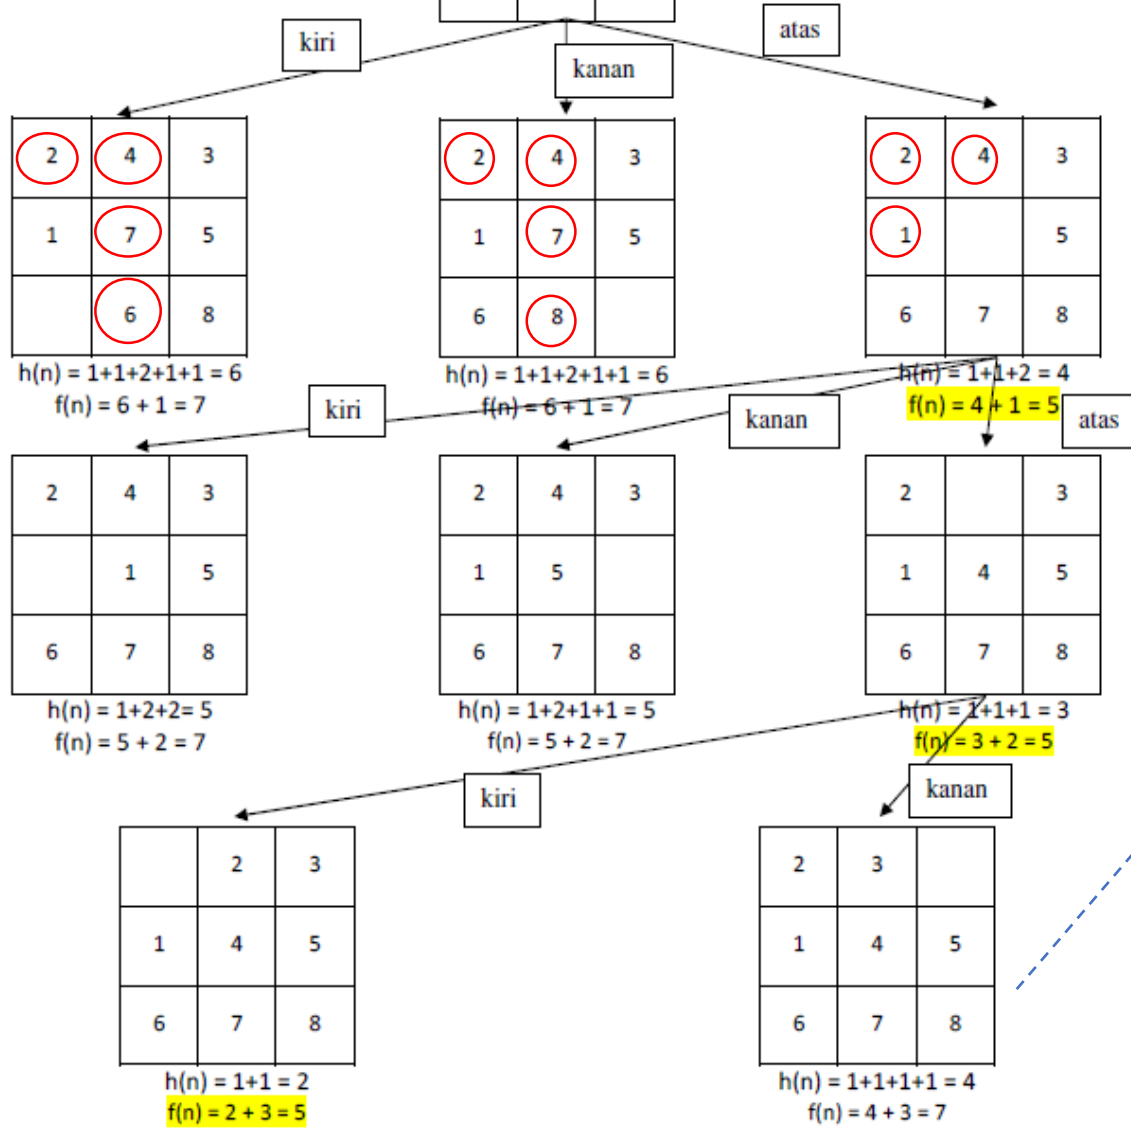 kiri
atas
kanan
2 4 3
1 7 5
6 8
h(n) = 1+1+2+1+1 = 6
f(n) = 6 + 1 = 7
2 4 3
1 7 5
6 8
h(n) = 1+1+2+1+1 = 6
f(n) = 6 + 1 = 7
2 4 3
1 5
6 7 8
h(n) = 1+1+2 = 4
f(n) = 4 + 1 = 5
kiri
kanan
atas
2 4 3
1 5
6 7 8
h(n) = 1+2+2= 5
f(n) = 5 + 2 = 7
2 4 3
1 5
6 7 8
h(n) = 1+2+1+1= 5
f(n) = 5 + 2 = 7
2 3
1 4 5
6 7 8
h(n) = 1+1+1 = 3
f(n) = 3 + 2 = 5
kiri
kanan
2 3
1 4 5
6 7 8
h(n) = 1+1 = 2
f(n) = 2 + 3 = 5
2 3
1 4 5
6 7 8
h(n) = 1+1+1+1 = 4
f(n) = 4 + 3 = 7